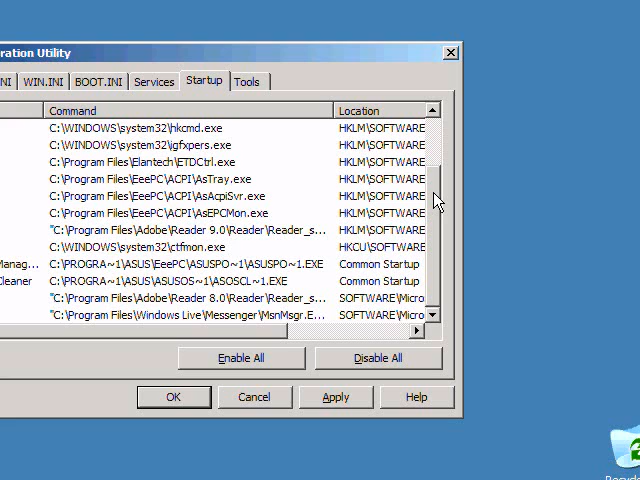 ration Utility
NI WIN.INI BOOT.INI Services Startup Tools
Command Location
C:\WINDOWS\system32\hkcmd.exe HKLM\SOFTWARE
C:\WINDOWS\system32\igfxpers.exe HKLM\SOFTWARE
C:\Program Files\Elantech\ETDCtrl.exe HKLM\SOFTWARE
C:\Program Files\EeePC\ACPI\AsTray.exe HKLM\SOFTWARE
C:\Program Files\EeePC\ACPI\AsAcpiSvr.exe HKLM\SOFTWARE
C:\Program Files\EeePC\ACPI\AsEPCMon.exe HKLM\SOFTWARE
"C:\Program Files\Adobe\Reader 9.0\Reader\Reader_s... HKLM\SOFTWARE
C:\WINDOWS\system32\ctfmon.exe HKCU\SOFTWARE
Manag... C:\PROGRA~1\ASUS\EeePC\ASUSPO~1\ASUSPO~1.EXE Common Startup
Cleaner C:\PROGRA~1\ASUS\ASUSOS~1\ASOSCL~1.EXE Common Startup
"C:\Program Files\Adobe\Reader 8.0\Reader\Reader_s... SOFTWARE\Micro
"C:\Program Files\Windows Live\Messenger\MsnMsgr.E... SOFTWARE\Micro
Enable All Disable All
OK Cancel Apply Help